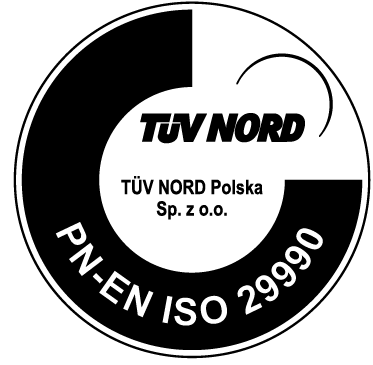 TÜV NORD
TÜV NORD Polska
Sp. z o.o.
PN-EN ISO 29990